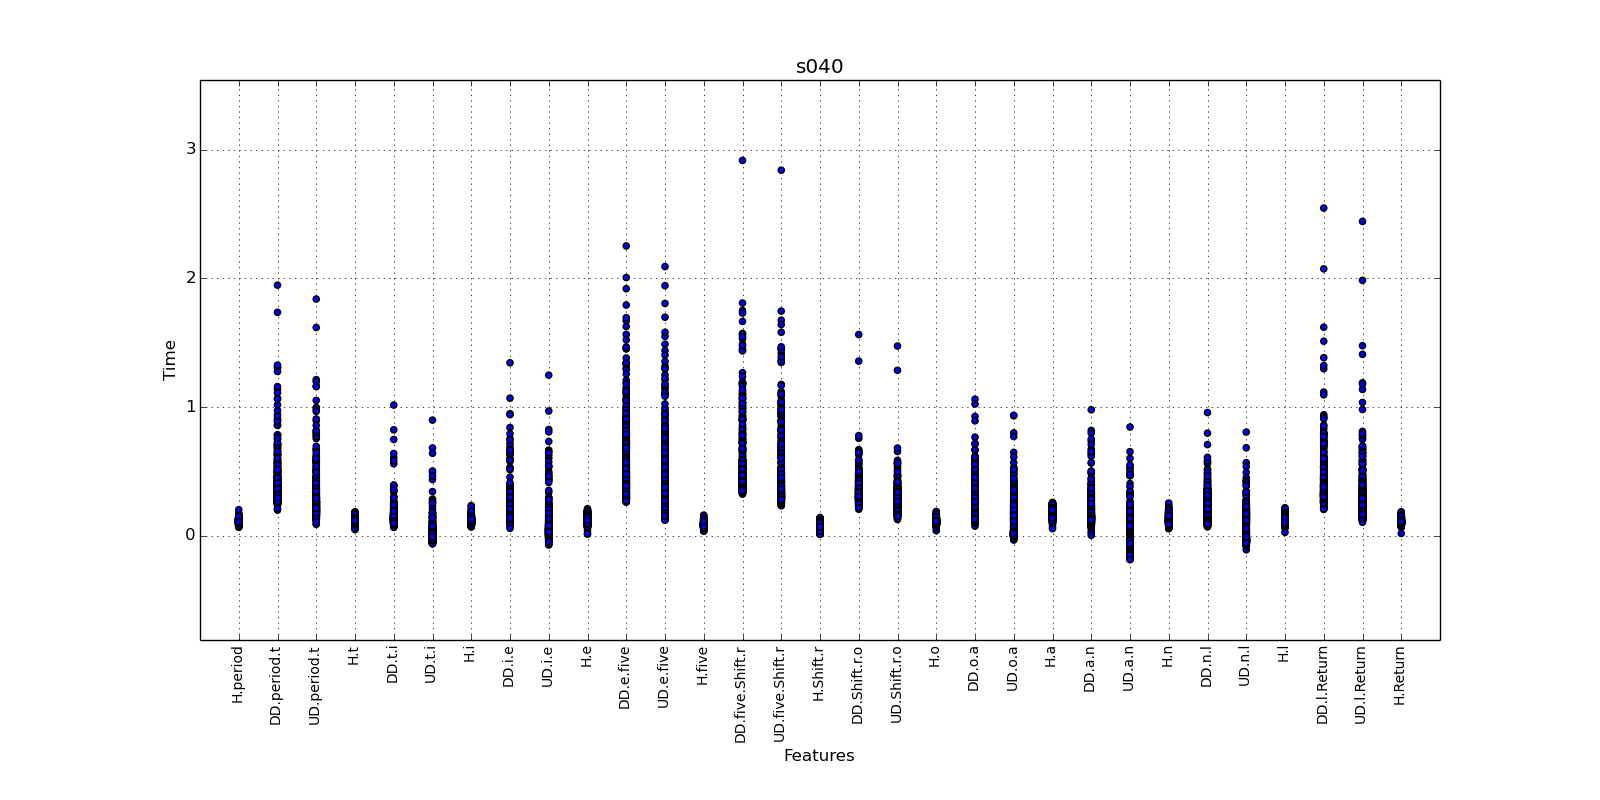 s040
3
2
1
0
Time
H.period
DD.period.t
UD.period.t
H.t
DD.t.i
UD.t.i
H.i
DD.i.e
UD.i.e
H.e
DD.e.five
UD.e.five
H.five
DD.five.Shift.r
UD.five.Shift.r
H.Shift.r
DD.Shift.r.o
UD.Shift.r.o
H.o
DD.o.a
UD.o.a
H.a
DD.a.n
UD.a.n
H.n
DD.n.l
UD.n.l
H.l
DD.l.Return
UD.l.Return
H.Return
Features